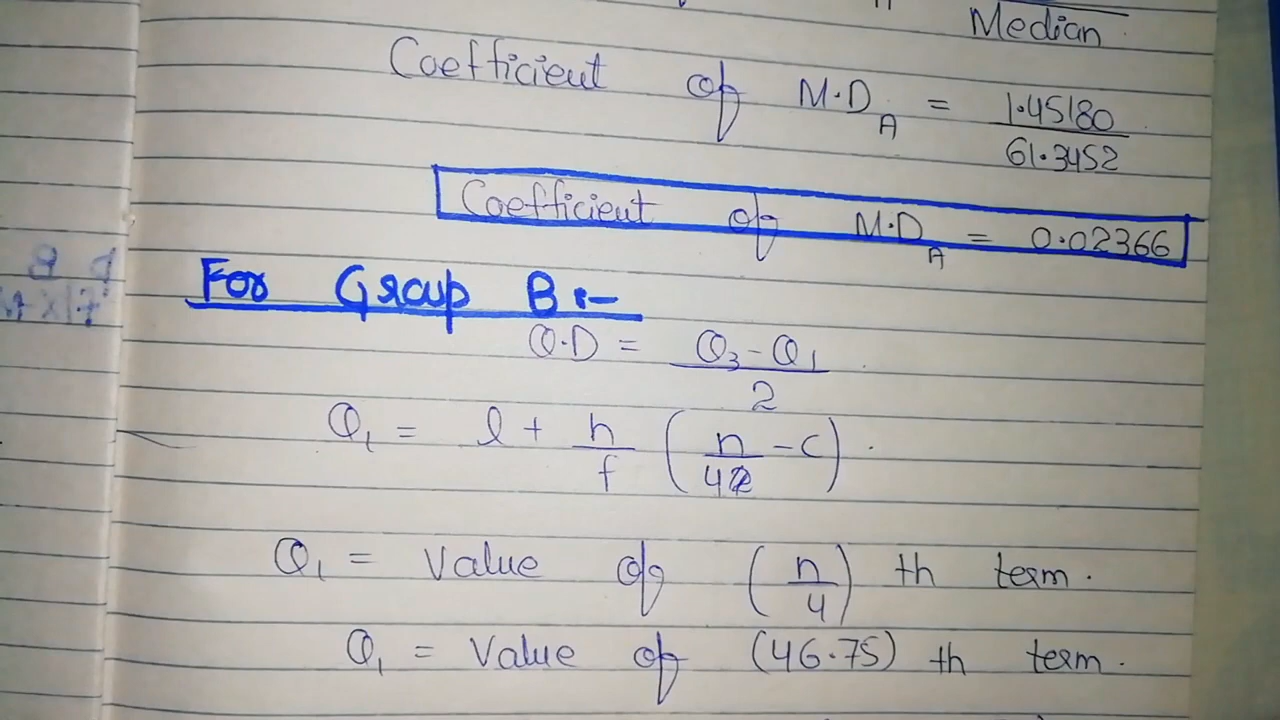 Median.
Coefficient of M.D_A = 1.45180 / 61.3452
Coefficient of M.D_A = 0.02366
For Group B :-
Q.D = Q₃ - Q₁ / 2
Q₁ = l + h/f (n/4 - c).
Q₁ = Value of (n/4) th term.
Q₁ = Value of (46.75) th term.